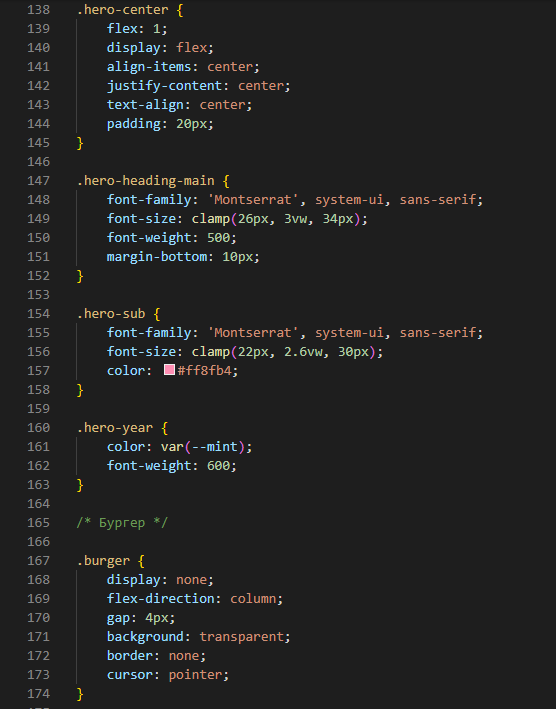 138 .hero-center {
139     flex: 1;
140     display: flex;
141     align-items: center;
142     justify-content: center;
143     text-align: center;
144     padding: 20px;
145 }
146
147 .hero-heading-main {
148     font-family: 'Montserrat', system-ui, sans-serif;
149     font-size: clamp(26px, 3vw, 34px);
150     font-weight: 500;
151     margin-bottom: 10px;
152 }
153
154 .hero-sub {
155     font-family: 'Montserrat', system-ui, sans-serif;
156     font-size: clamp(22px, 2.6vw, 30px);
157     color: #ff8fb4;
158 }
159
160 .hero-year {
161     color: var(--mint);
162     font-weight: 600;
163 }
164
165 /* Бургер */
166
167 .burger {
168     display: none;
169     flex-direction: column;
170     gap: 4px;
171     background: transparent;
172     border: none;
173     cursor: pointer;
174 }